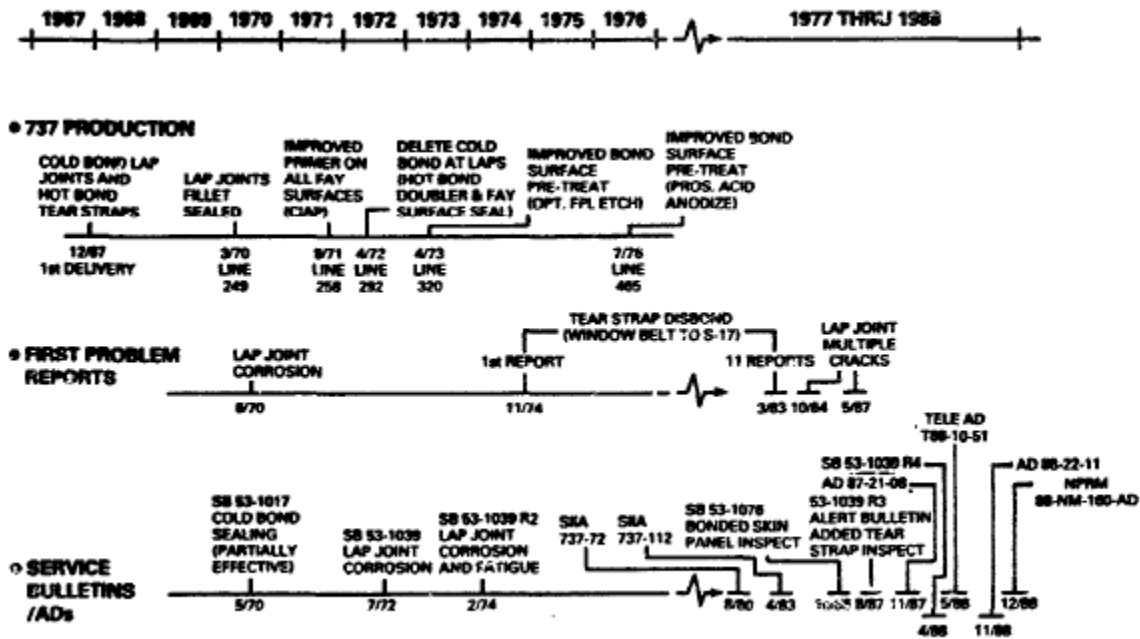 1967 1968 1969 1970 1971 1972 1973 1974 1975 1976 1977 THRU 1988
• 737 PRODUCTION
COLD BOND LAP
JOINTS AND
HOT BOND
TEAR STRAPS
LAP JOINTS
FILLET
SEALED
IMPROVED
PRIMER ON
ALL FAY
SURFACES
(CIAP)
DELETE COLD
BOND AT LAPS
(HOT BOND
DOUBLER & FAY
SURFACE SEAL)
IMPROVED BOND
SURFACE
PRE-TREAT
(OPT. FPL ETCH)
IMPROVED BOND
SURFACE
PRE-TREAT
(PROS. ACID
ANODIZE)
12/67
1st DELIVERY
3/70
LINE
249
9/71
LINE
258
4/72
LINE
292
4/73
LINE
320
7/76
LINE
465
• FIRST PROBLEM
REPORTS
LAP JOINT
CORROSION
TEAR STRAP DISBOND
(WINDOW BELT TO S-17)
1st REPORT
11 REPORTS
LAP JOINT
MULTIPLE
CRACKS
8/70
11/74
3/83 10/84 5/87
• SERVICE
BULLETINS
/ADs
SB 53-1017
COLD BOND
SEALING
(PARTIALLY
EFFECTIVE)
SB 53-1039
LAP JOINT
CORROSION
SB 53-1039 R2
LAP JOINT
CORROSION
AND FATIGUE
SIIA
737-72
SIIA
737-112
SB 53-1076
BONDED SKIN
PANEL INSPECT
SB 53-1039 R4
AD 87-21-08
53-1039 R3
ALERT BULLETIN
ADDED TEAR
STRAP INSPECT
TELE AD
T88-10-51
AD 88-22-11
NPRM
88-NM-160-AD
5/70
7/72
2/74
8/80
4/83
8/87
11/87
4/88
5/88
11/88
12/88